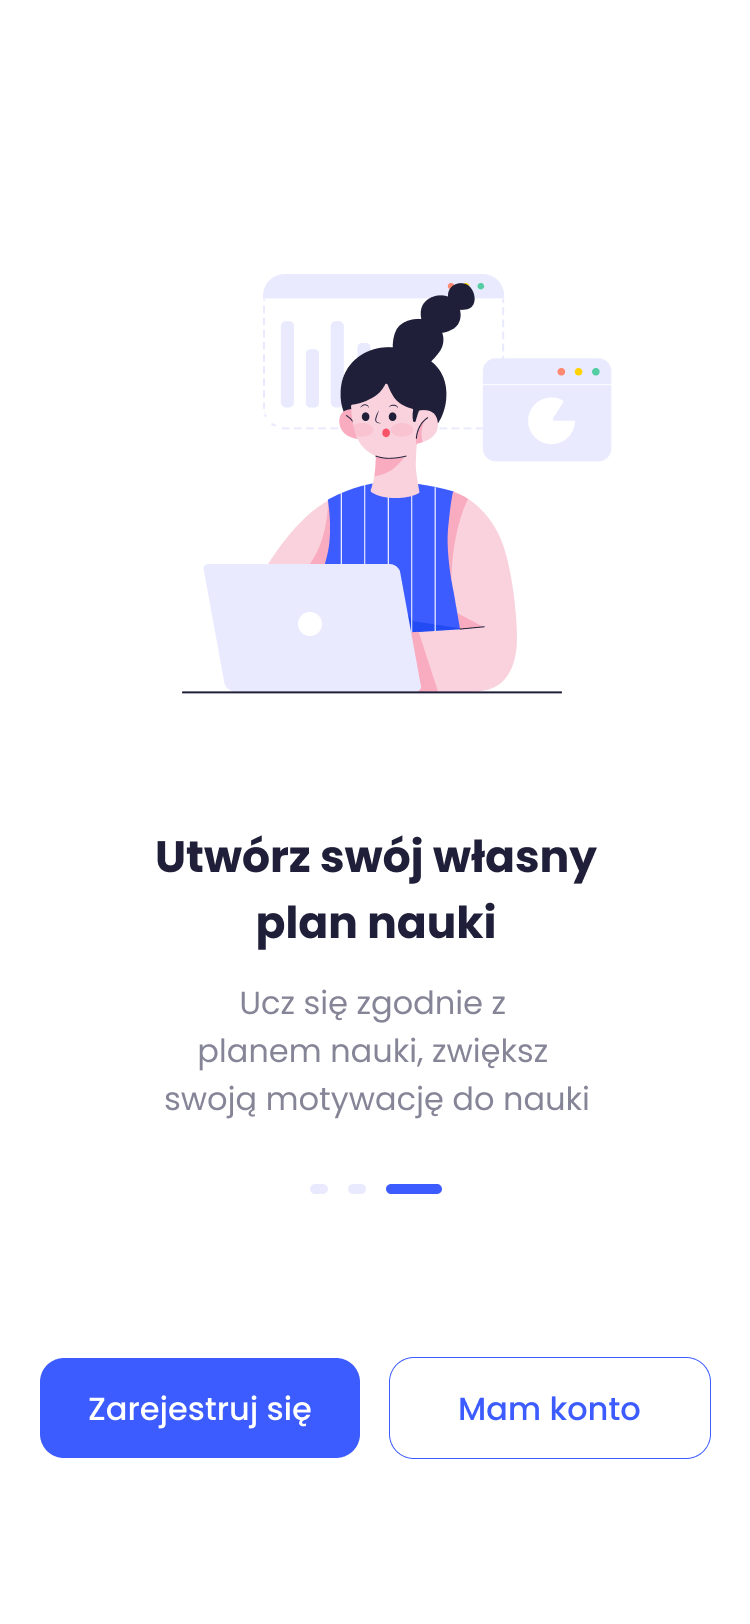 Utwórz swój własny
plan nauki
Ucz się zgodnie z
planem nauki, zwiększ
swoją motywację do nauki
Zarejestruj się
Mam konto